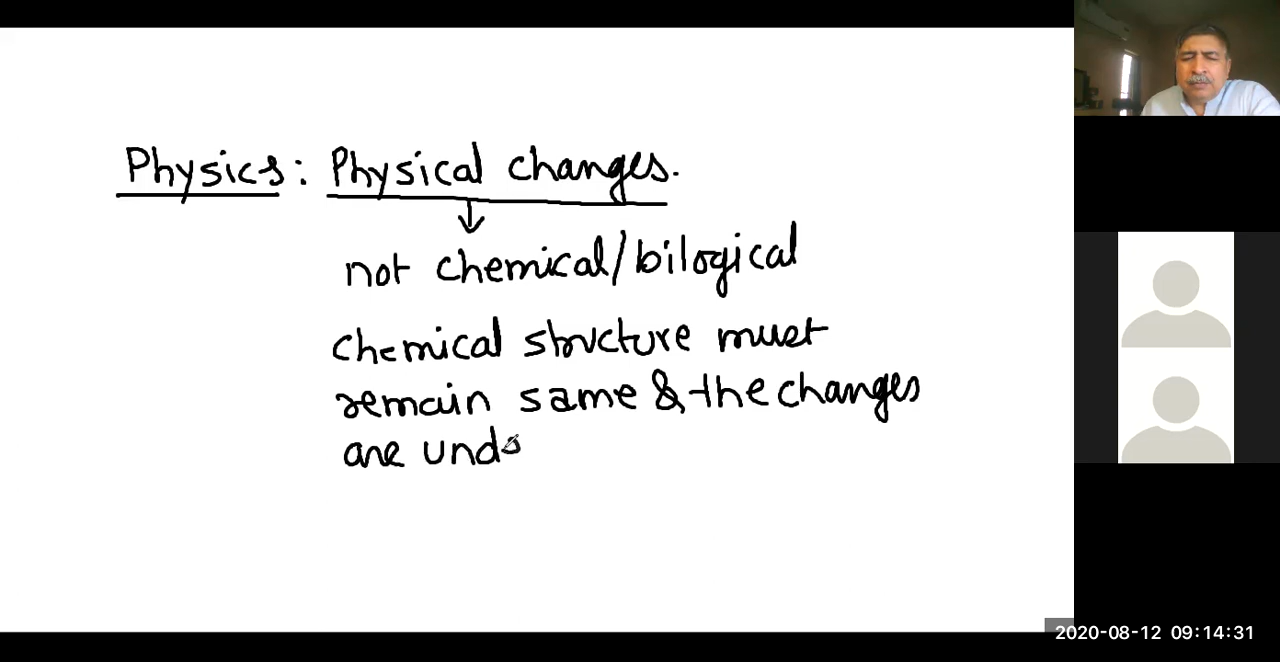 Physics: Physical changes.
not chemical/bilogical
chemical structure must
remain same & the changes
are undo
2020-08-12 09:14:31